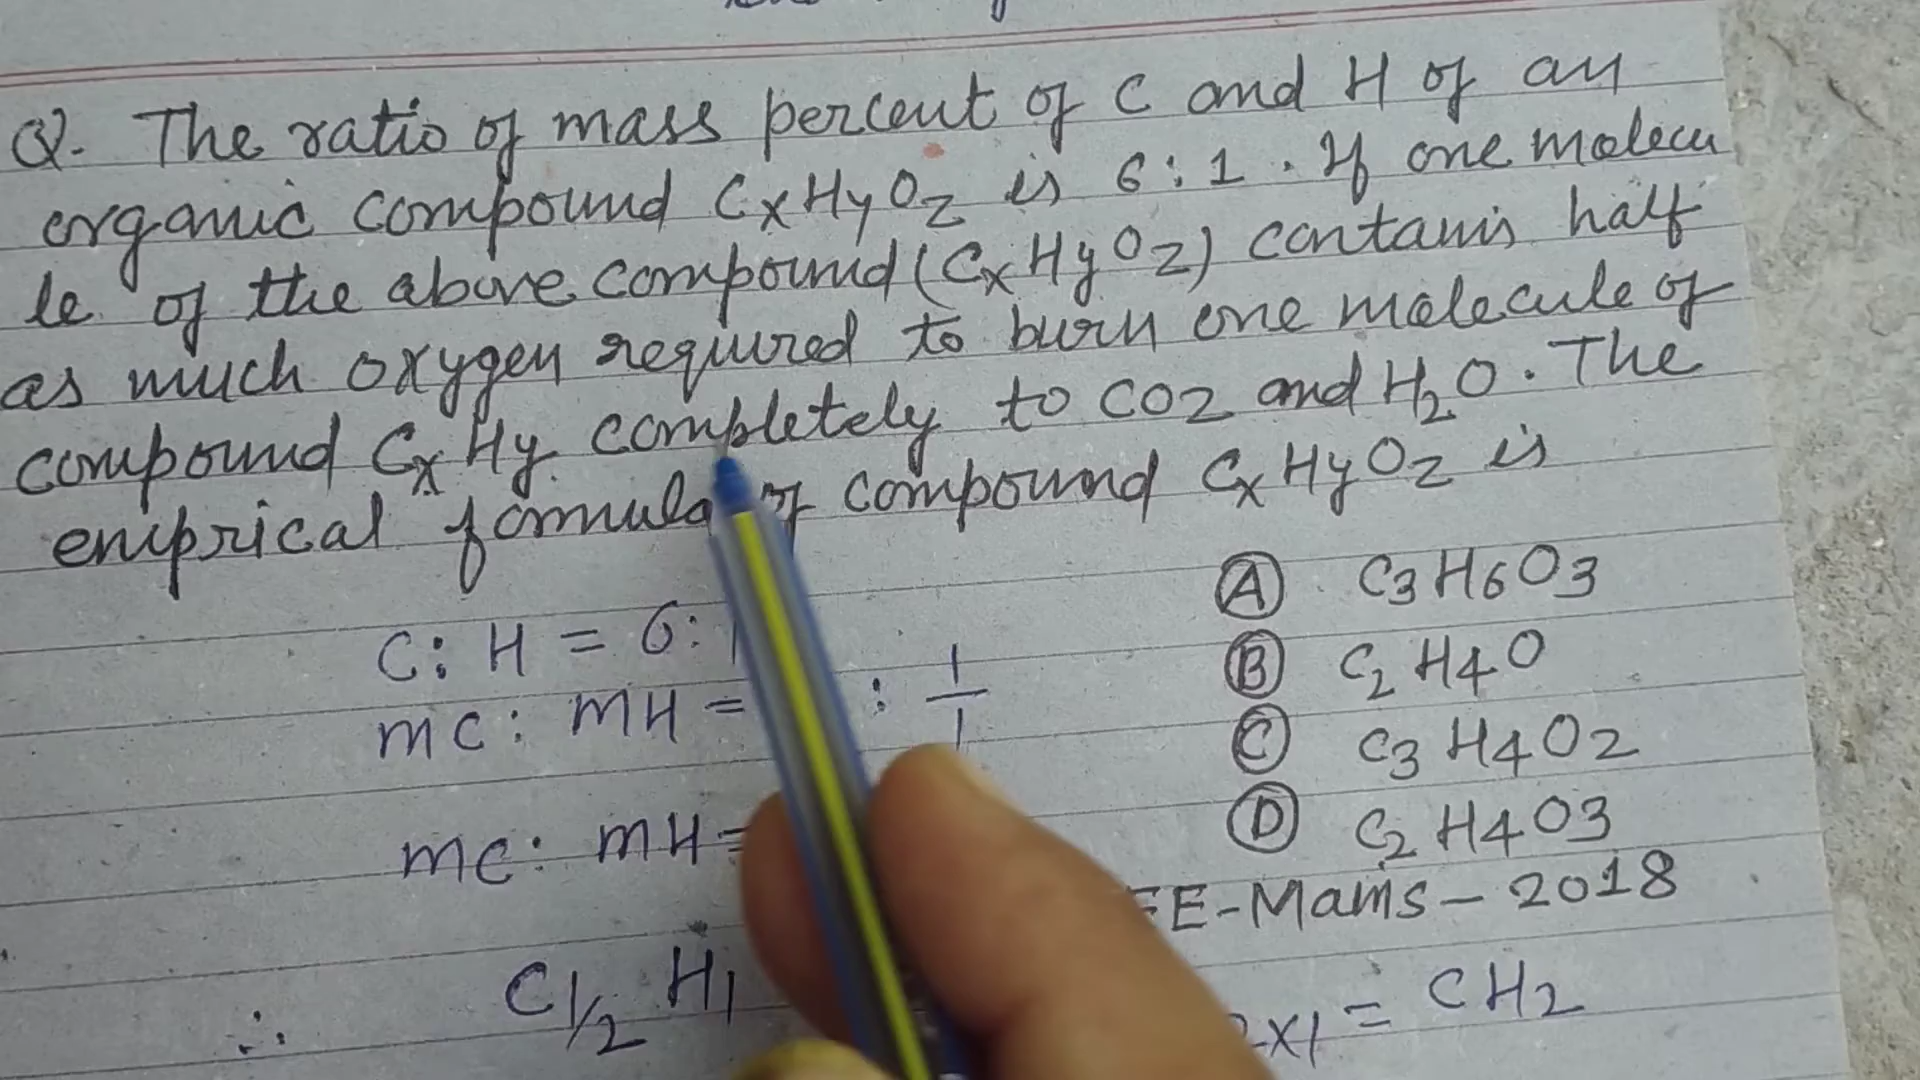 Q. The ratio of mass percent of C and H of an
organic compound CxHyOz is 6:1. If one molecu
le of the above compound (CxHyOz) contains half
as much oxygen required to burn one molecule of
compound CxHy completely to CO2 and H2O. The
emprical formula of compound CxHyOz is
(A) C3H6O3
C: H = 6:1
(B) C2H4O
mC: mH = : 1/1
(C) C3H4O2
(D) C2H4O3
mC: mH=
EE-Mains-2018
∴ C1/2 H1
2x1 = CH2